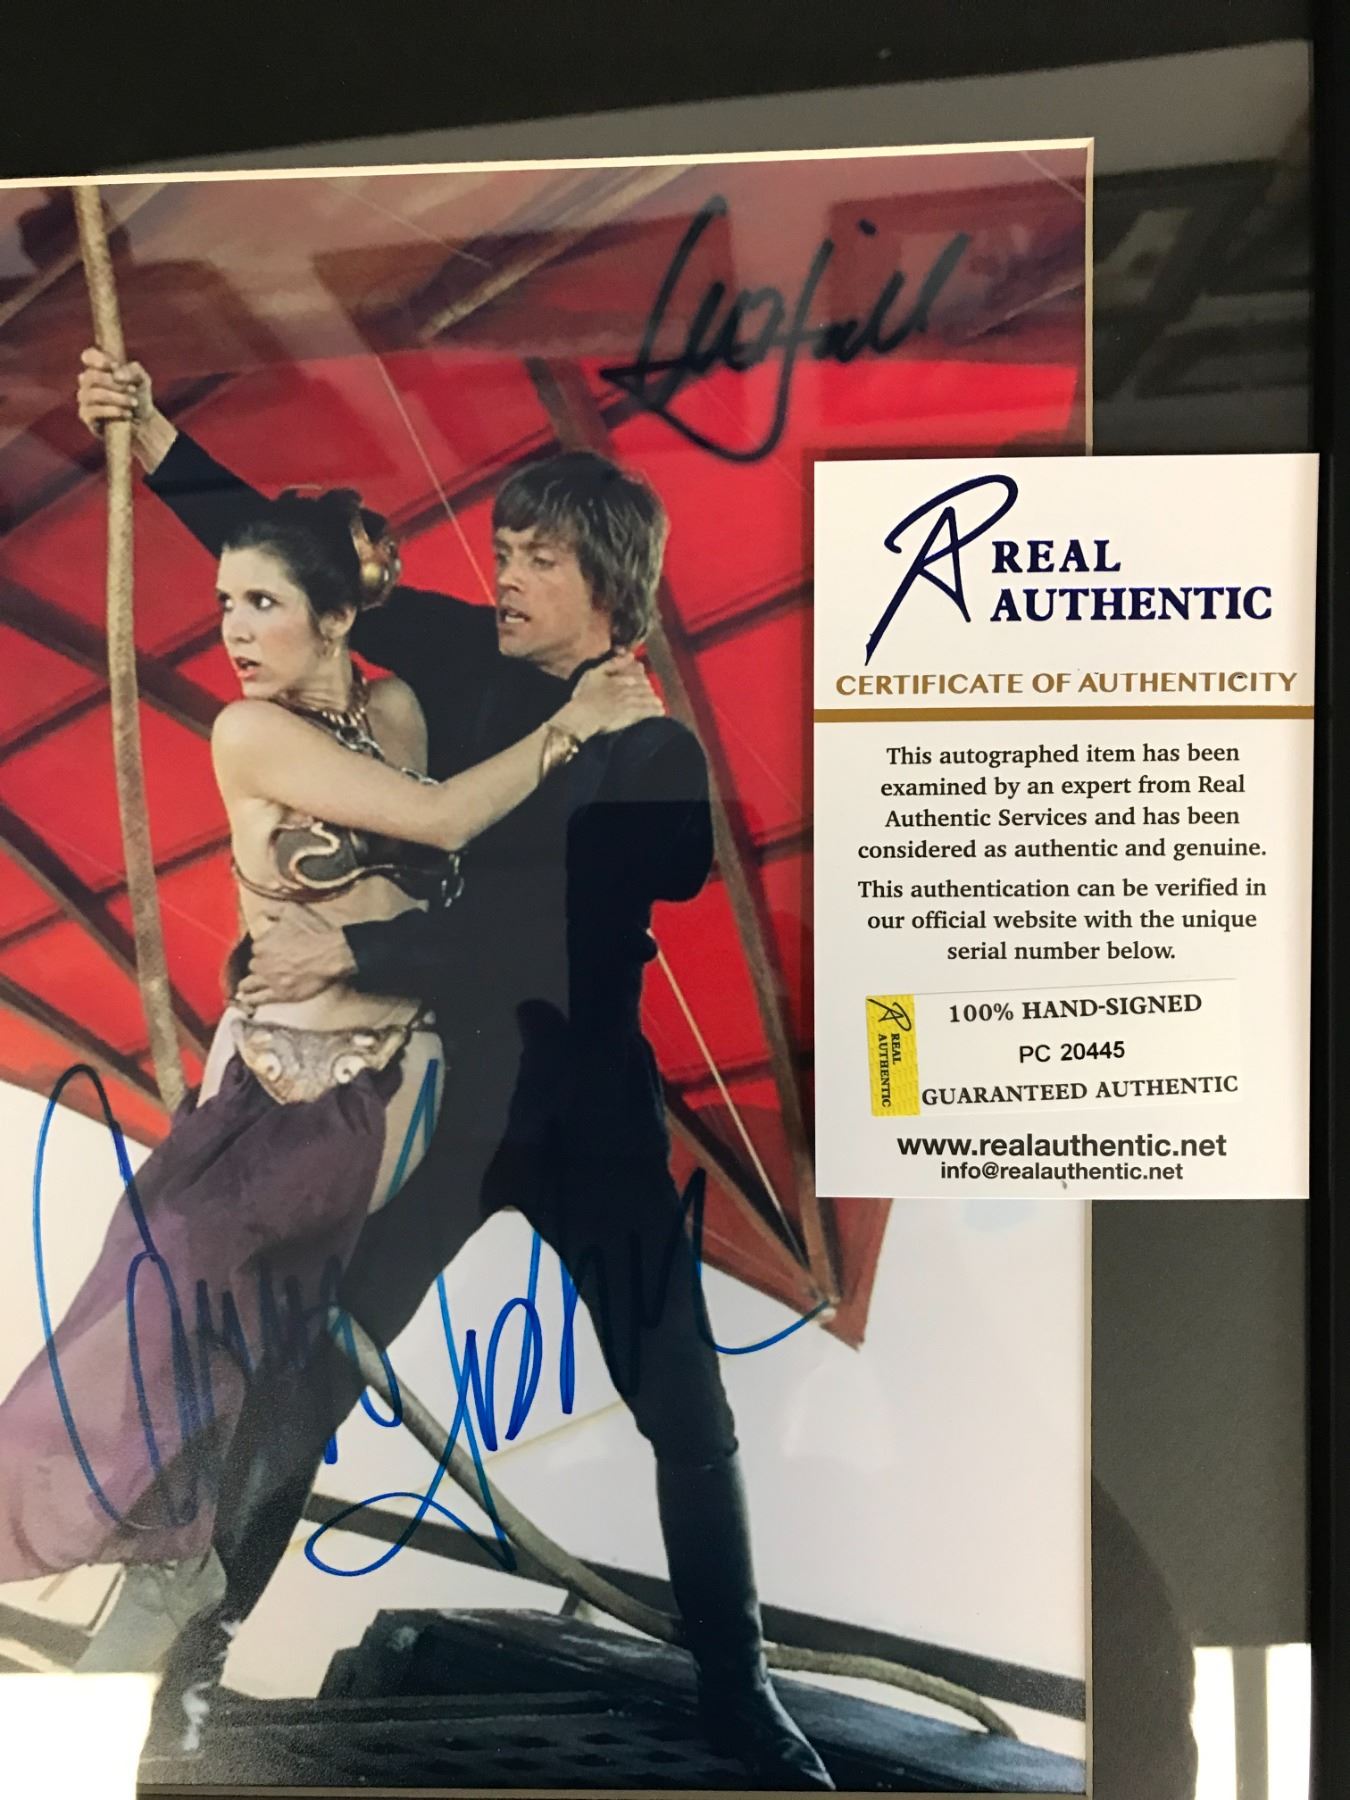 REAL
AUTHENTIC
CERTIFICATE OF AUTHENTICITY
This autographed item has been
examined by an expert from Real
Authentic Services and has been
considered as authentic and genuine.
This authentication can be verified in
our official website with the unique
serial number below.
REAL AUTHENTIC
100% HAND-SIGNED
PC 20445
GUARANTEED AUTHENTIC
www.realauthentic.net
info@realauthentic.net